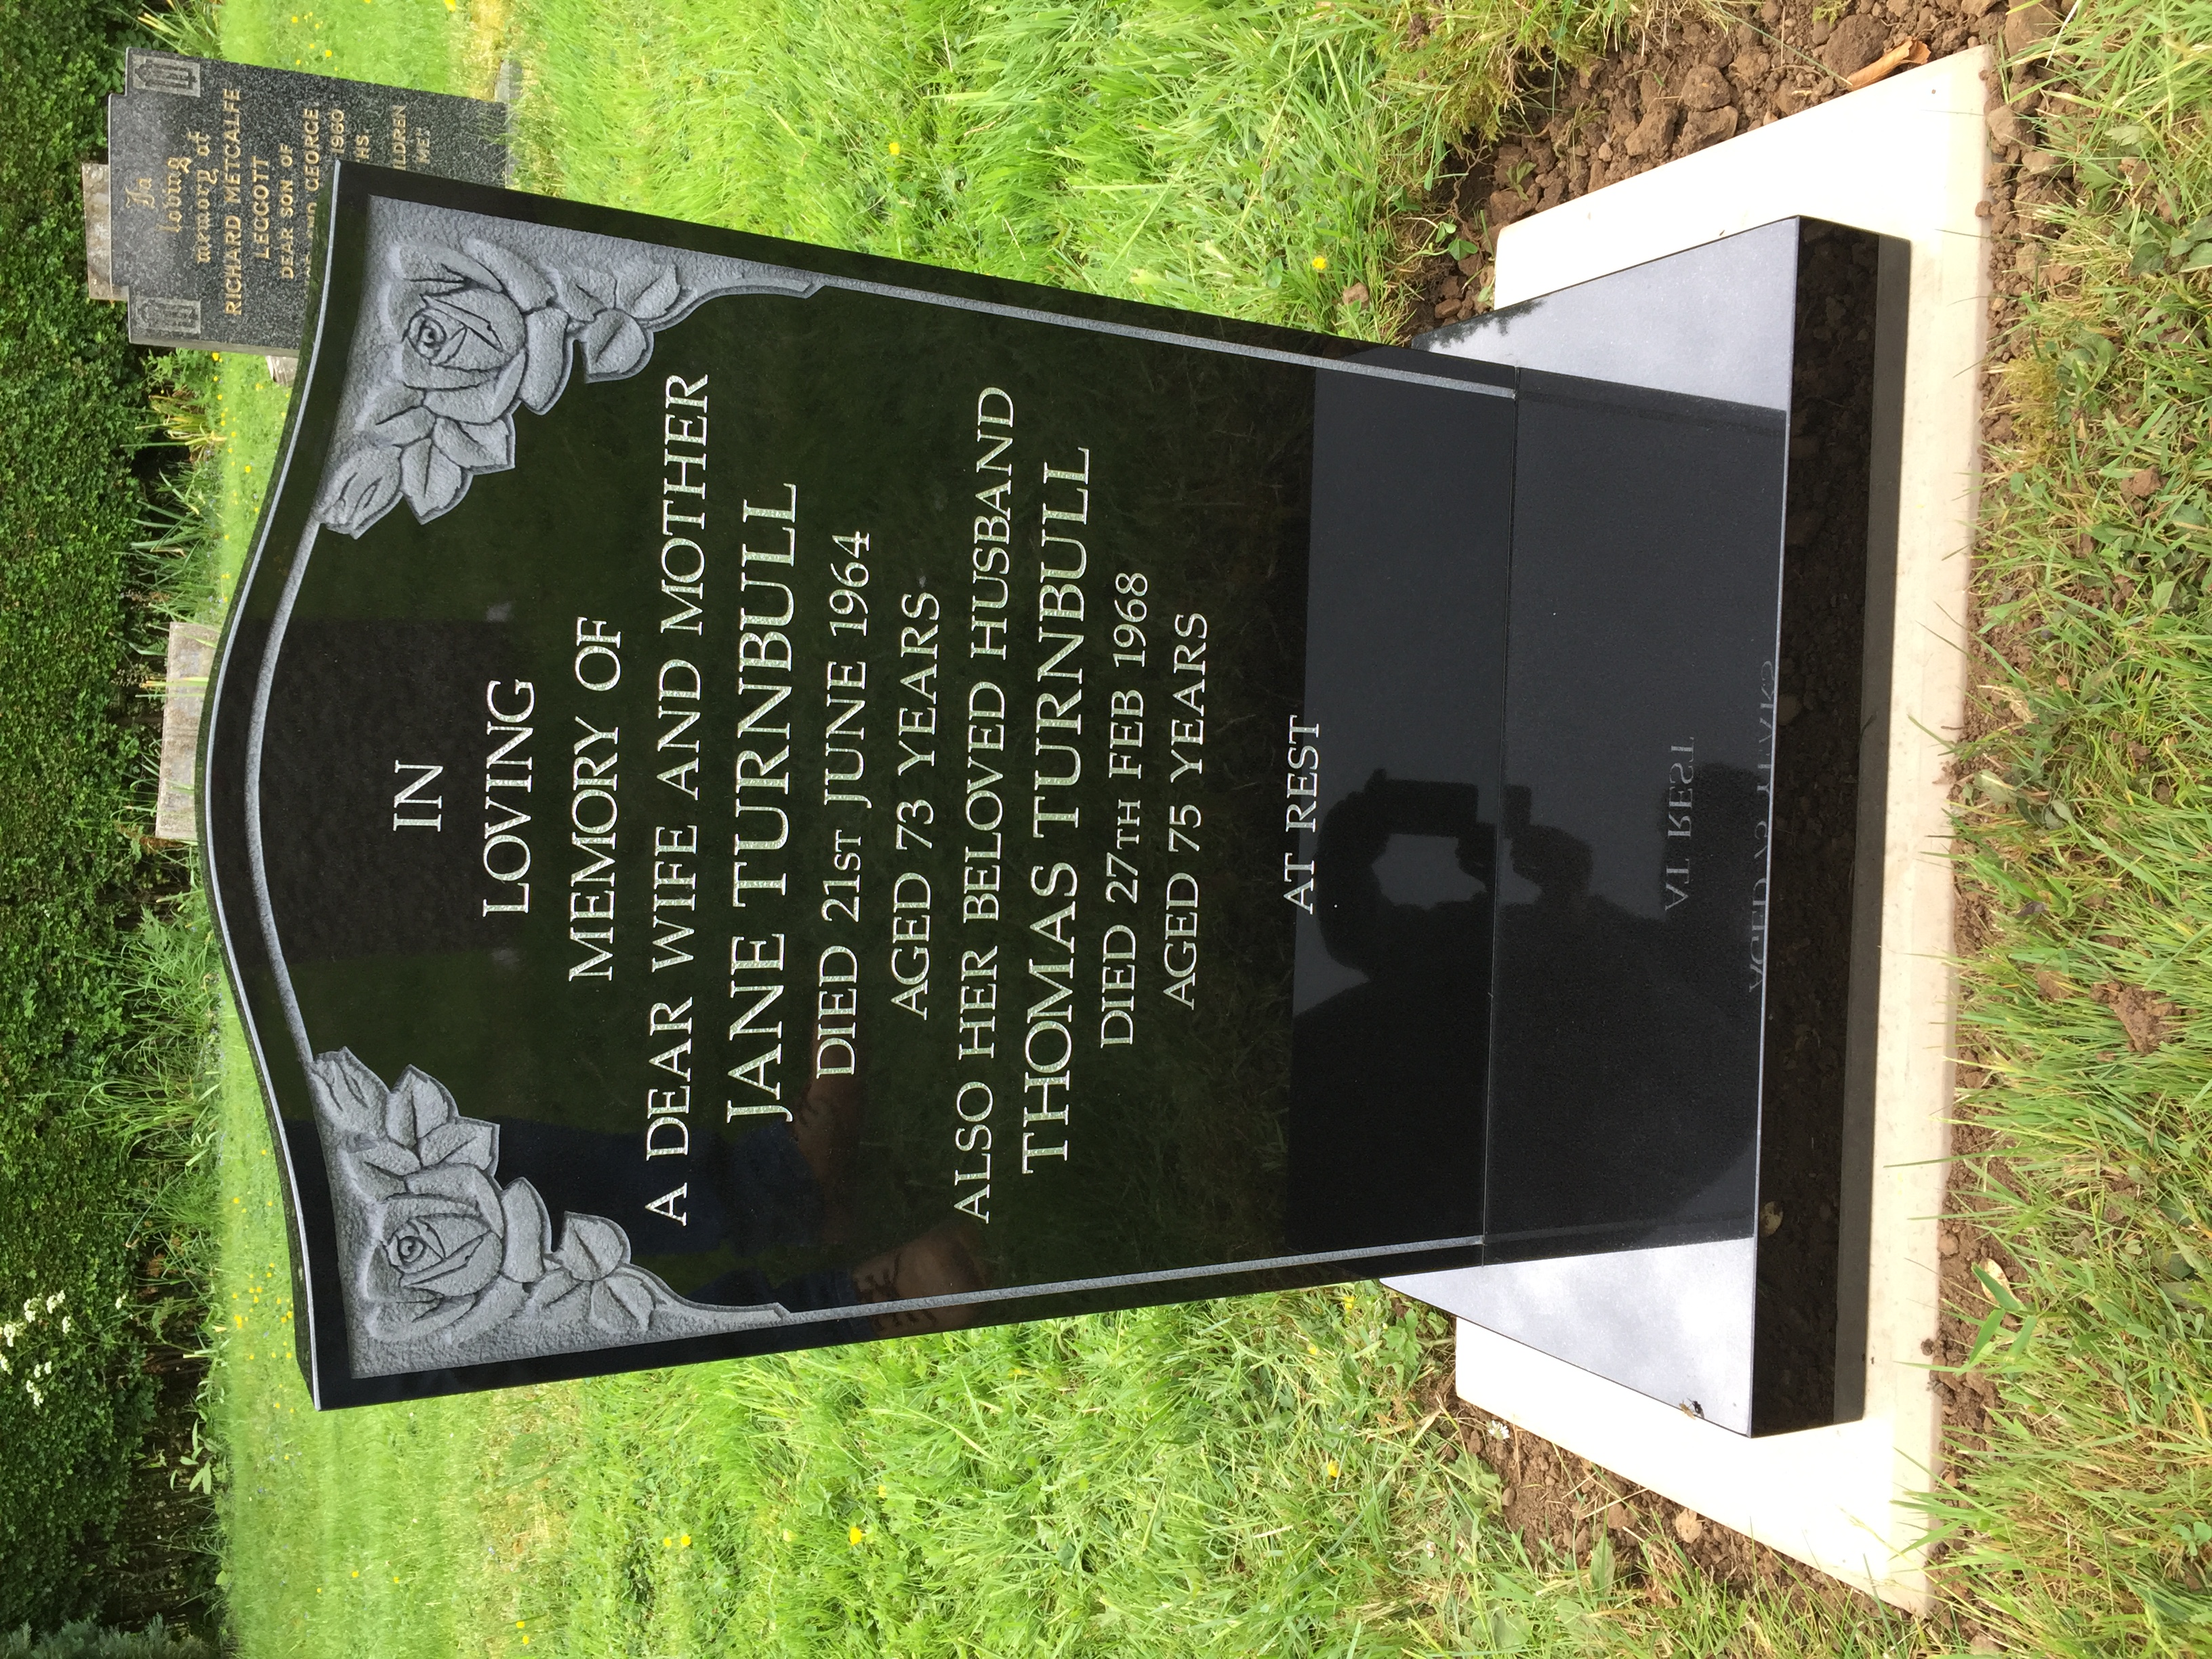 IN
LOVING
MEMORY OF
A DEAR WIFE AND MOTHER
JANE TURNBULL
DIED 21ST JUNE 1964
AGED 73 YEARS
ALSO HER BELOVED HUSBAND
THOMAS TURNBULL
DIED 27TH FEB 1968
AGED 75 YEARS
AT REST
In
loving
memory of
RICHARD METCALFE
LEGGOTT
DEAR SON OF
AND GEORGE,
1960